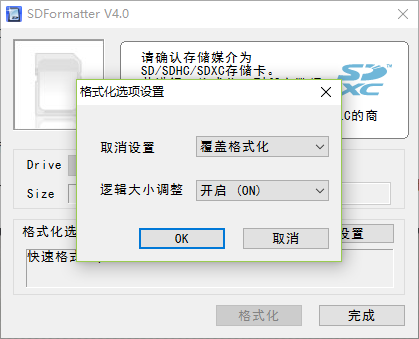 SDFormatter V4.0
请确认存储媒介为
SD/SDHC/SDXC存储卡。
XC
C的商
格式化选项设置
取消设置
覆盖格式化
逻辑大小调整
开启 (ON)
OK
取消
Drive
Size
格式化选
设置
快速格式
格式化
完成